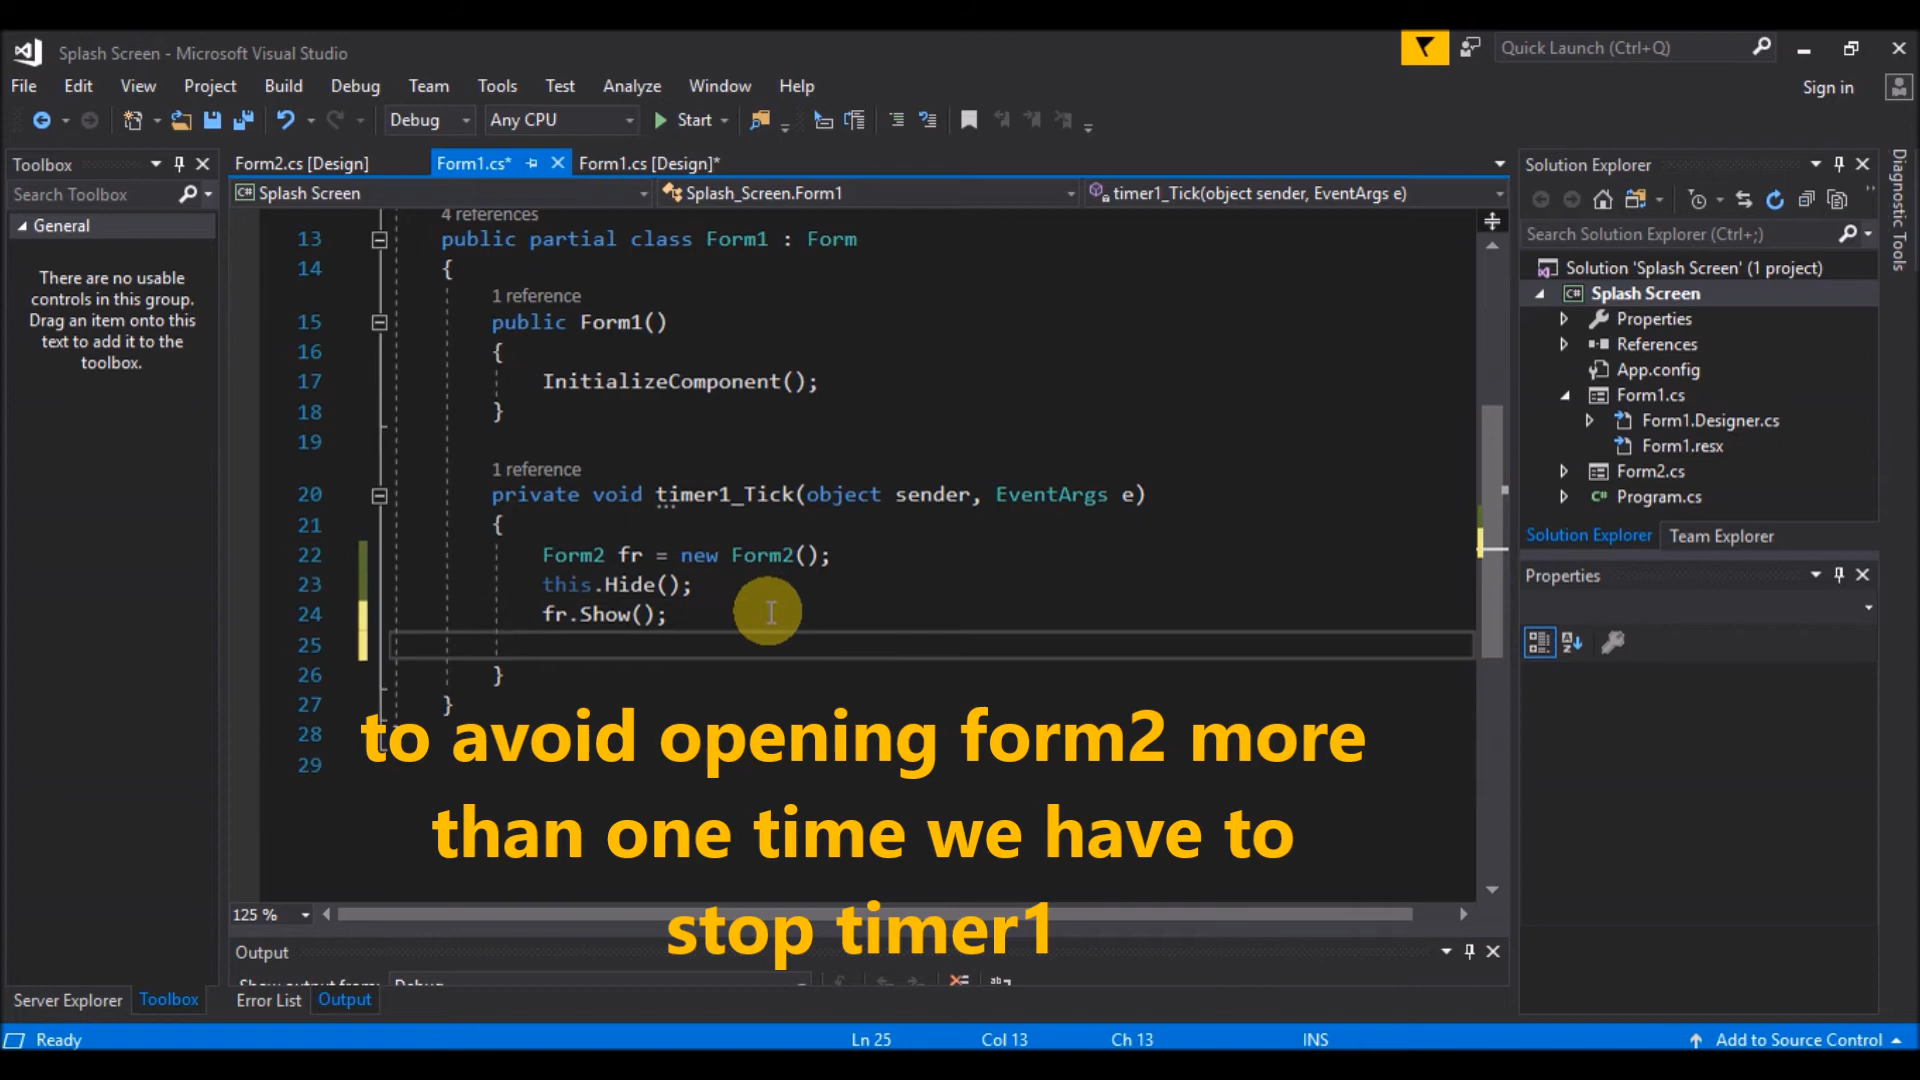 Splash Screen - Microsoft Visual Studio
Quick Launch (Ctrl+Q)
File Edit View Project Build Debug Team Tools Test Analyze Window Help
Sign in
Debug Any CPU Start
Toolbox
Search Toolbox
General
There are no usable
controls in this group.
Drag an item onto this
text to add it to the
toolbox.
Form2.cs [Design] Form1.cs* Form1.cs [Design]*
Splash Screen Splash_Screen.Form1 timer1_Tick(object sender, EventArgs e)
4 references
13 public partial class Form1 : Form
14 {
1 reference
15 public Form1()
16 {
17 InitializeComponent();
18 }
19
1 reference
20 private void timer1_Tick(object sender, EventArgs e)
21 {
22 Form2 fr = new Form2();
23 this.Hide();
24 fr.Show();
25
26 }
27 }
28
29
to avoid opening form2 more
than one time we have to
stop timer1
125 %
Output
Debug
Server Explorer Toolbox
Error List Output
Solution Explorer
Search Solution Explorer (Ctrl+;)
Solution 'Splash Screen' (1 project)
C# Splash Screen
Properties
References
App.config
Form1.cs
Form1.Designer.cs
Form1.resx
Form2.cs
C# Program.cs
Solution Explorer Team Explorer
Properties
Diagnostic Tools
Ready Ln 25 Col 13 Ch 13 INS Add to Source Control